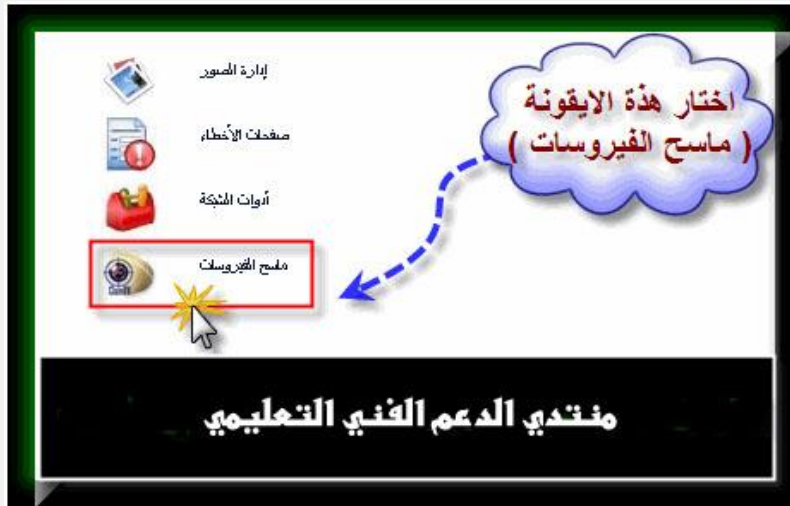 إدارة الصور
صفحات الأخطاء
أدوات الشبكة
ماسح الفيروسات
اختار هذة الايقونة
( ماسح الفيروسات )
منتدي الدعم الفني التعليمي